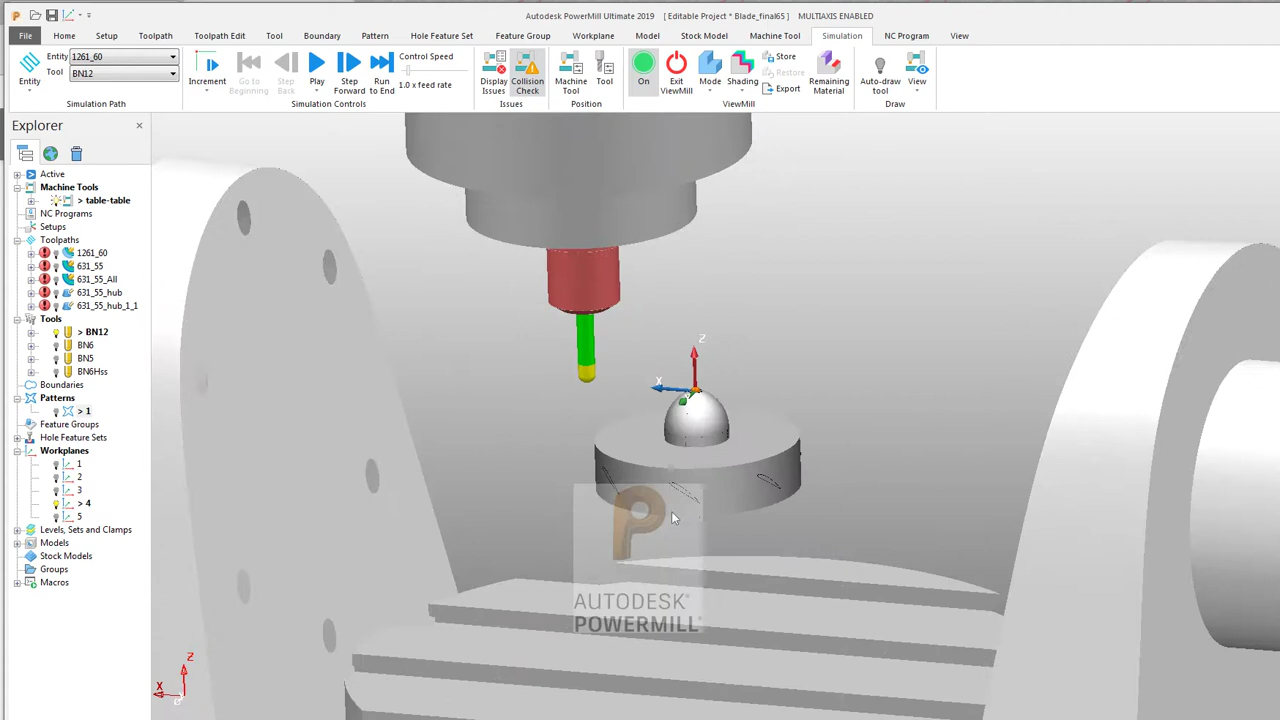 Autodesk PowerMill Ultimate 2019 [ Editable Project * Blade_final65 ] MULTIAXIS ENABLED
File Home Setup Toolpath Toolpath Edit Tool Boundary Pattern Hole Feature Set Feature Group Workplane Model Stock Model Machine Tool Simulation NC Program View
Entity
Entity 1261_60
Tool BN12
Simulation Path
Increment
Go to Beginning
Step Back
Play
Step Forward
Run to End
Control Speed
1.0 x feed rate
Simulation Controls
Display Issues
Collision Check
Issues
Machine Tool
Tool
Position
On
Exit ViewMill
Mode
Shading
Store
Restore
Export
Remaining Material
ViewMill
Auto-draw tool
View
Draw
Explorer
Active
Machine Tools
> table-table
NC Programs
Setups
Toolpaths
1261_60
631_55
631_55_All
631_55_hub
631_55_hub_1_1
Tools
> BN12
BN6
BN5
BN6Hss
Boundaries
Patterns
> 1
Feature Groups
Hole Feature Sets
Workplanes
1
2
3
> 4
5
Levels, Sets and Clamps
Models
Stock Models
Groups
Macros
Z
X
AUTODESK®
POWERMILL®
Z
X